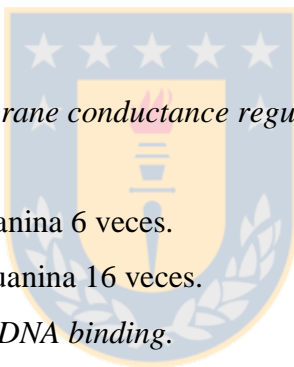 rane conductance regu
anina 6 veces.
uanina 16 veces.
DNA binding.